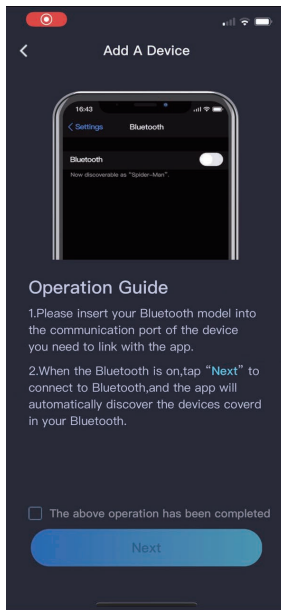 Add A Device
16:43
Settings Bluetooth
Bluetooth
Now discoverable as "Spider-Men".
Operation Guide
1.Please insert your Bluetooth model into
the communication port of the device
you need to link with the app.
2.When the Bluetooth is on,tap “Next” to
connect to Bluetooth,and the app will
automatically discover the devices coverd
in your Bluetooth.
The above operation has been completed
Next